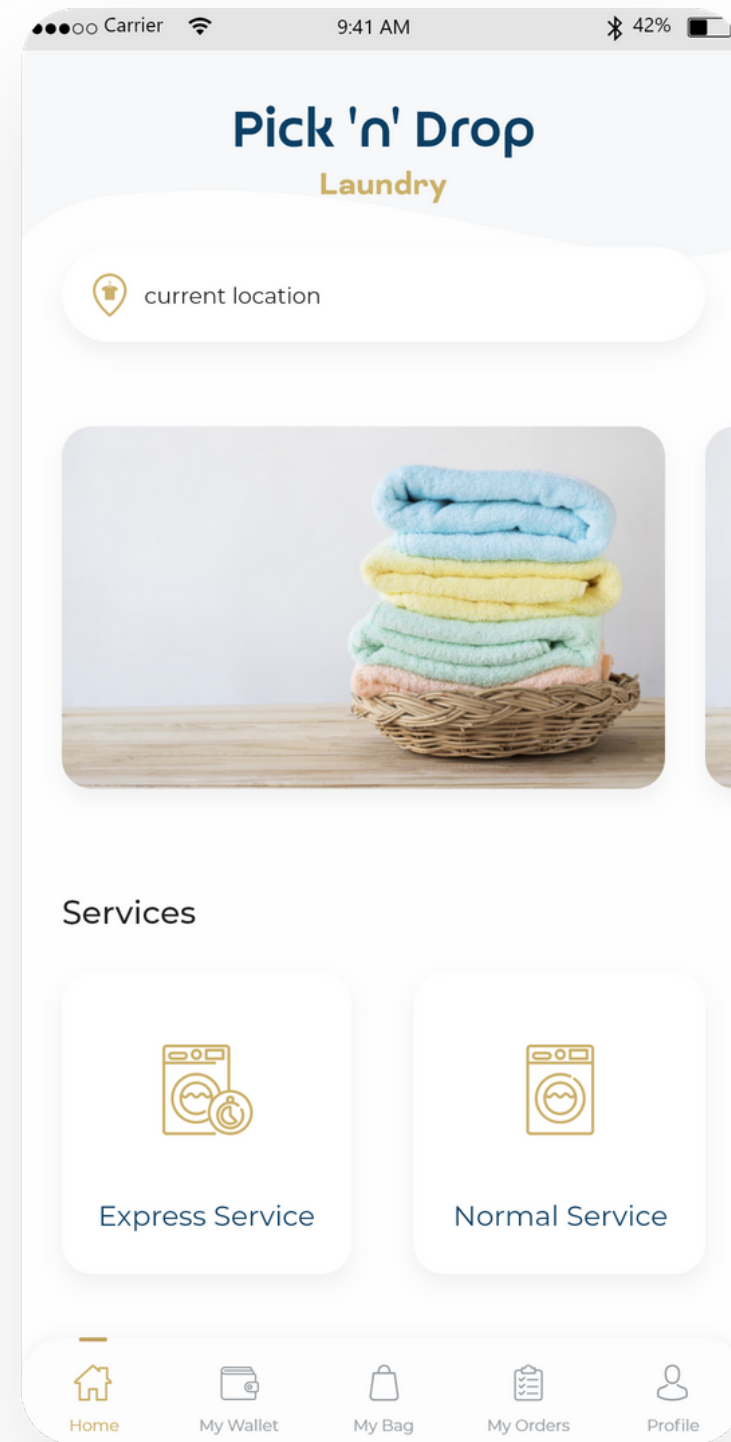 Carrier 9:41 AM 42%
Pick 'n' Drop
Laundry
current location
Services
Express Service Normal Service
Home My Wallet My Bag My Orders Profile